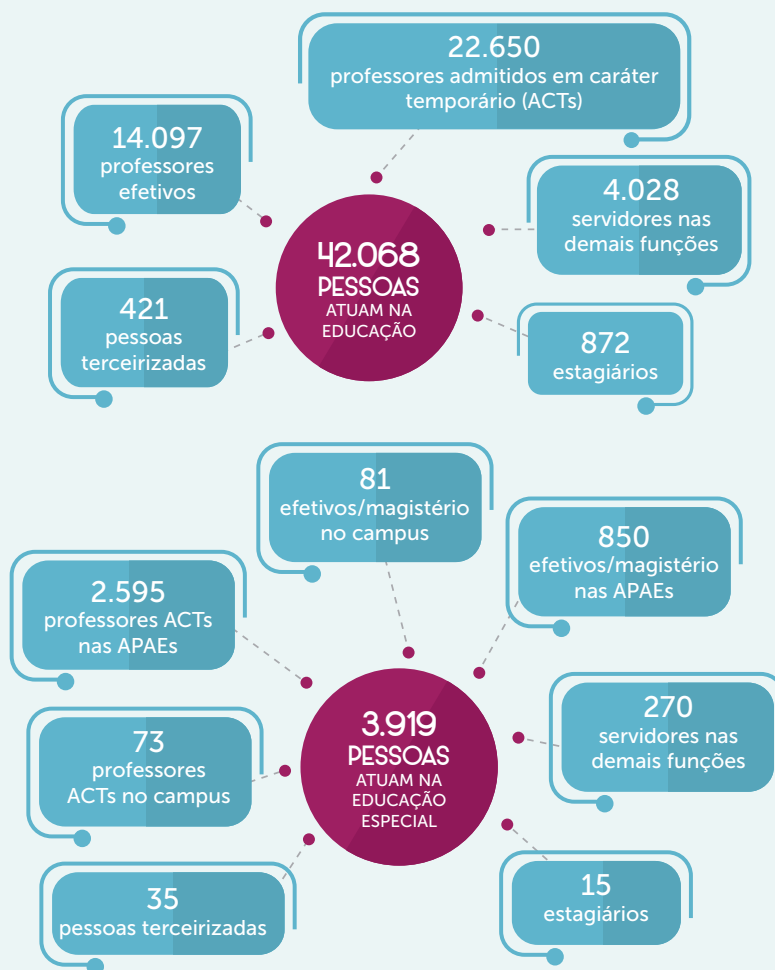 22.650
professores admitidos em caráter
temporário (ACTs)
14.097
professores
efetivos
4.028
servidores nas
demais funções
42.068
PESSOAS
ATUAM NA
EDUCAÇÃO
421
pessoas
terceirizadas
872
estagiários
81
efetivos/magistério
no campus
850
efetivos/magistério
nas APAEs
2.595
professores ACTs
nas APAEs
270
servidores nas
demais funções
3.919
PESSOAS
ATUAM NA
EDUCAÇÃO
ESPECIAL
73
professores
ACTs no campus
35
pessoas terceirizadas
15
estagiários